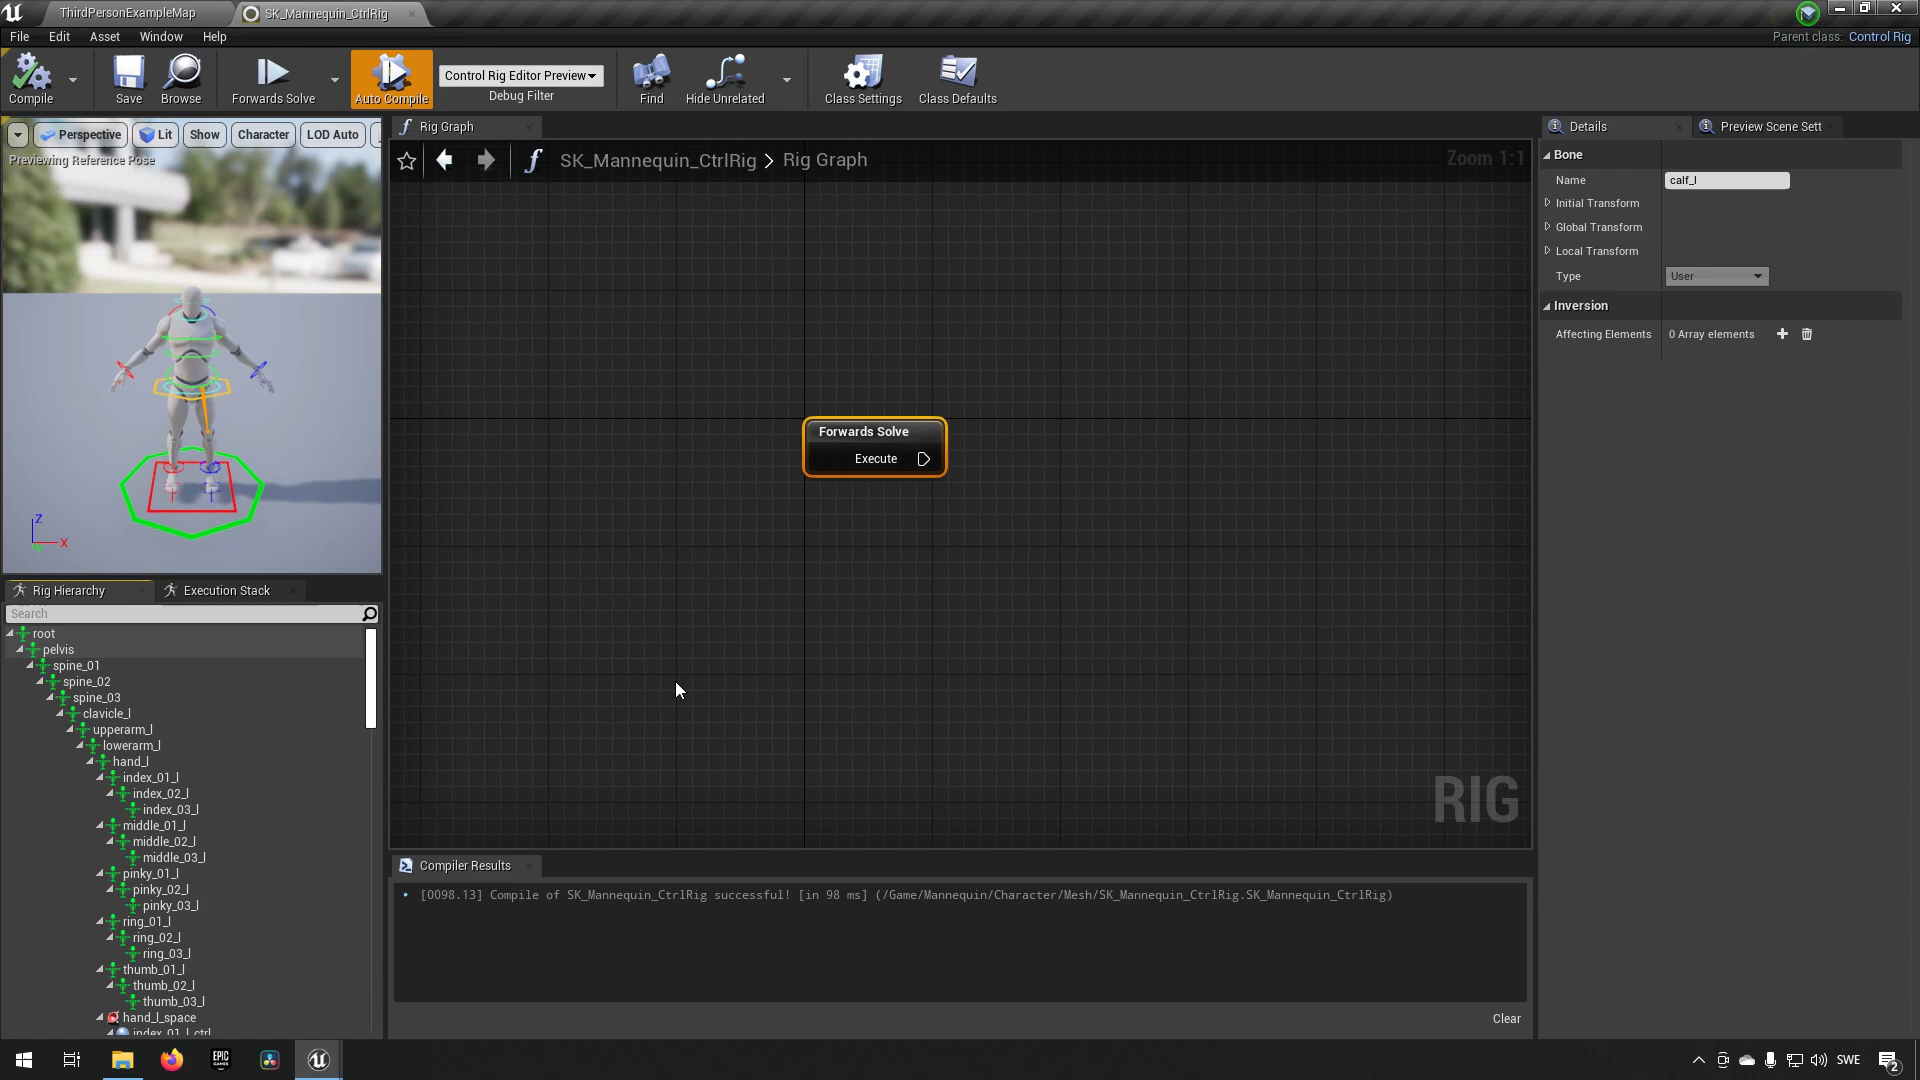 ThirdPersonExampleMap
SK_Mannequin_CtrlRig
File Edit Asset Window Help
Parent class: Control Rig
Compile
Save
Browse
Forwards Solve
Auto Compile
Control Rig Editor Preview
Debug Filter
Find
Hide Unrelated
Class Settings
Class Defaults
Perspective Lit Show Character LOD Auto
Previewing Reference Pose
Z
X
Rig Graph
SK_Mannequin_CtrlRig > Rig Graph
Zoom 1:1
Forwards Solve
Execute
RIG
Details
Preview Scene Sett
Bone
Name calf_l
Initial Transform
Global Transform
Local Transform
Type User
Inversion
Affecting Elements 0 Array elements
Rig Hierarchy
Execution Stack
Search
root
pelvis
spine_01
spine_02
spine_03
clavicle_l
upperarm_l
lowerarm_l
hand_l
index_01_l
index_02_l
index_03_l
middle_01_l
middle_02_l
middle_03_l
pinky_01_l
pinky_02_l
pinky_03_l
ring_01_l
ring_02_l
ring_03_l
thumb_01_l
thumb_02_l
thumb_03_l
hand_l_space
index_01_l_ctrl
Compiler Results
[0098.13] Compile of SK_Mannequin_CtrlRig successful! [in 98 ms] (/Game/Mannequin/Character/Mesh/SK_Mannequin_CtrlRig.SK_Mannequin_CtrlRig)
Clear
EPIC
GAMES
SWE
2